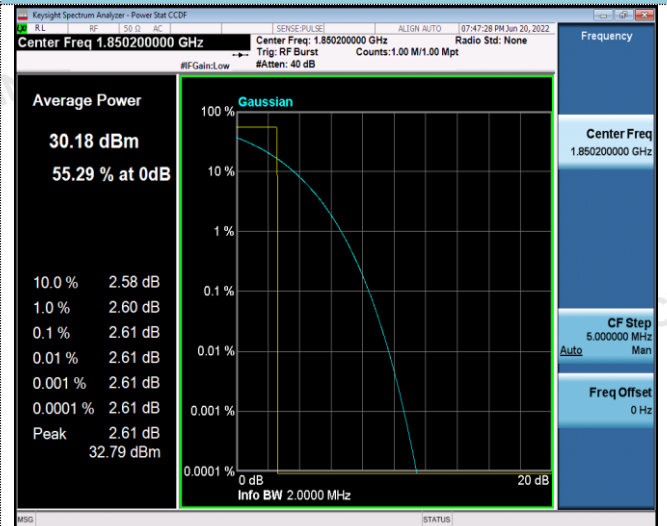 Keysight Spectrum Analyzer - Power Stat CCDF
RL RF 50 Ω AC SENSE:PULSE ALIGN AUTO 07:47:28 PM Jun 20, 2022
Center Freq 1.850200000 GHz
Center Freq: 1.850200000 GHz Radio Std: None
Trig: RF Burst Counts:1.00 M/1.00 Mpt
#IFGain:Low #Atten: 40 dB
Frequency
Average Power
30.18 dBm
55.29 % at 0dB
10.0 % 2.58 dB
1.0 % 2.60 dB
0.1 % 2.61 dB
0.01 % 2.61 dB
0.001 % 2.61 dB
0.0001 % 2.61 dB
Peak 2.61 dB
32.79 dBm
Gaussian
100 %
10 %
1 %
0.1 %
0.01 %
0.001 %
0.0001 %
0 dB 20 dB
Info BW 2.0000 MHz
Center Freq
1.850200000 GHz
CF Step
5.000000 MHz
Auto Man
Freq Offset
0 Hz
MSG STATUS